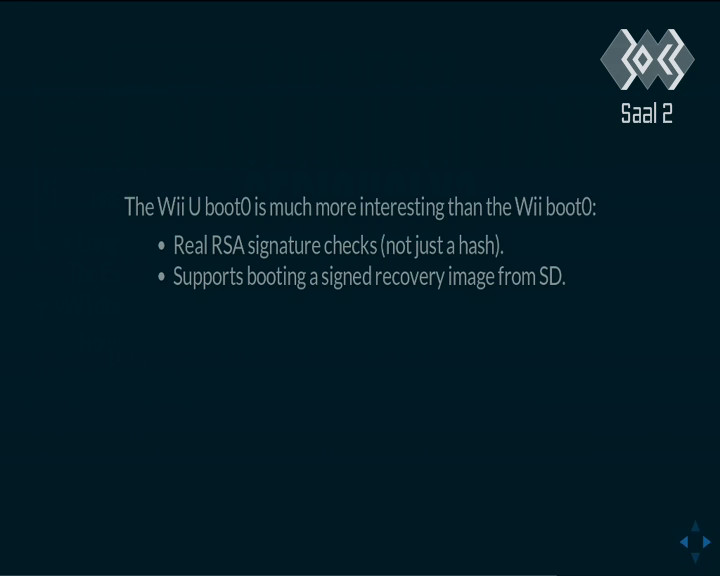 Saal 2
The Wii U boot0 is much more interesting than the Wii boot0:
• Real RSA signature checks (not just a hash).
• Supports booting a signed recovery image from SD.